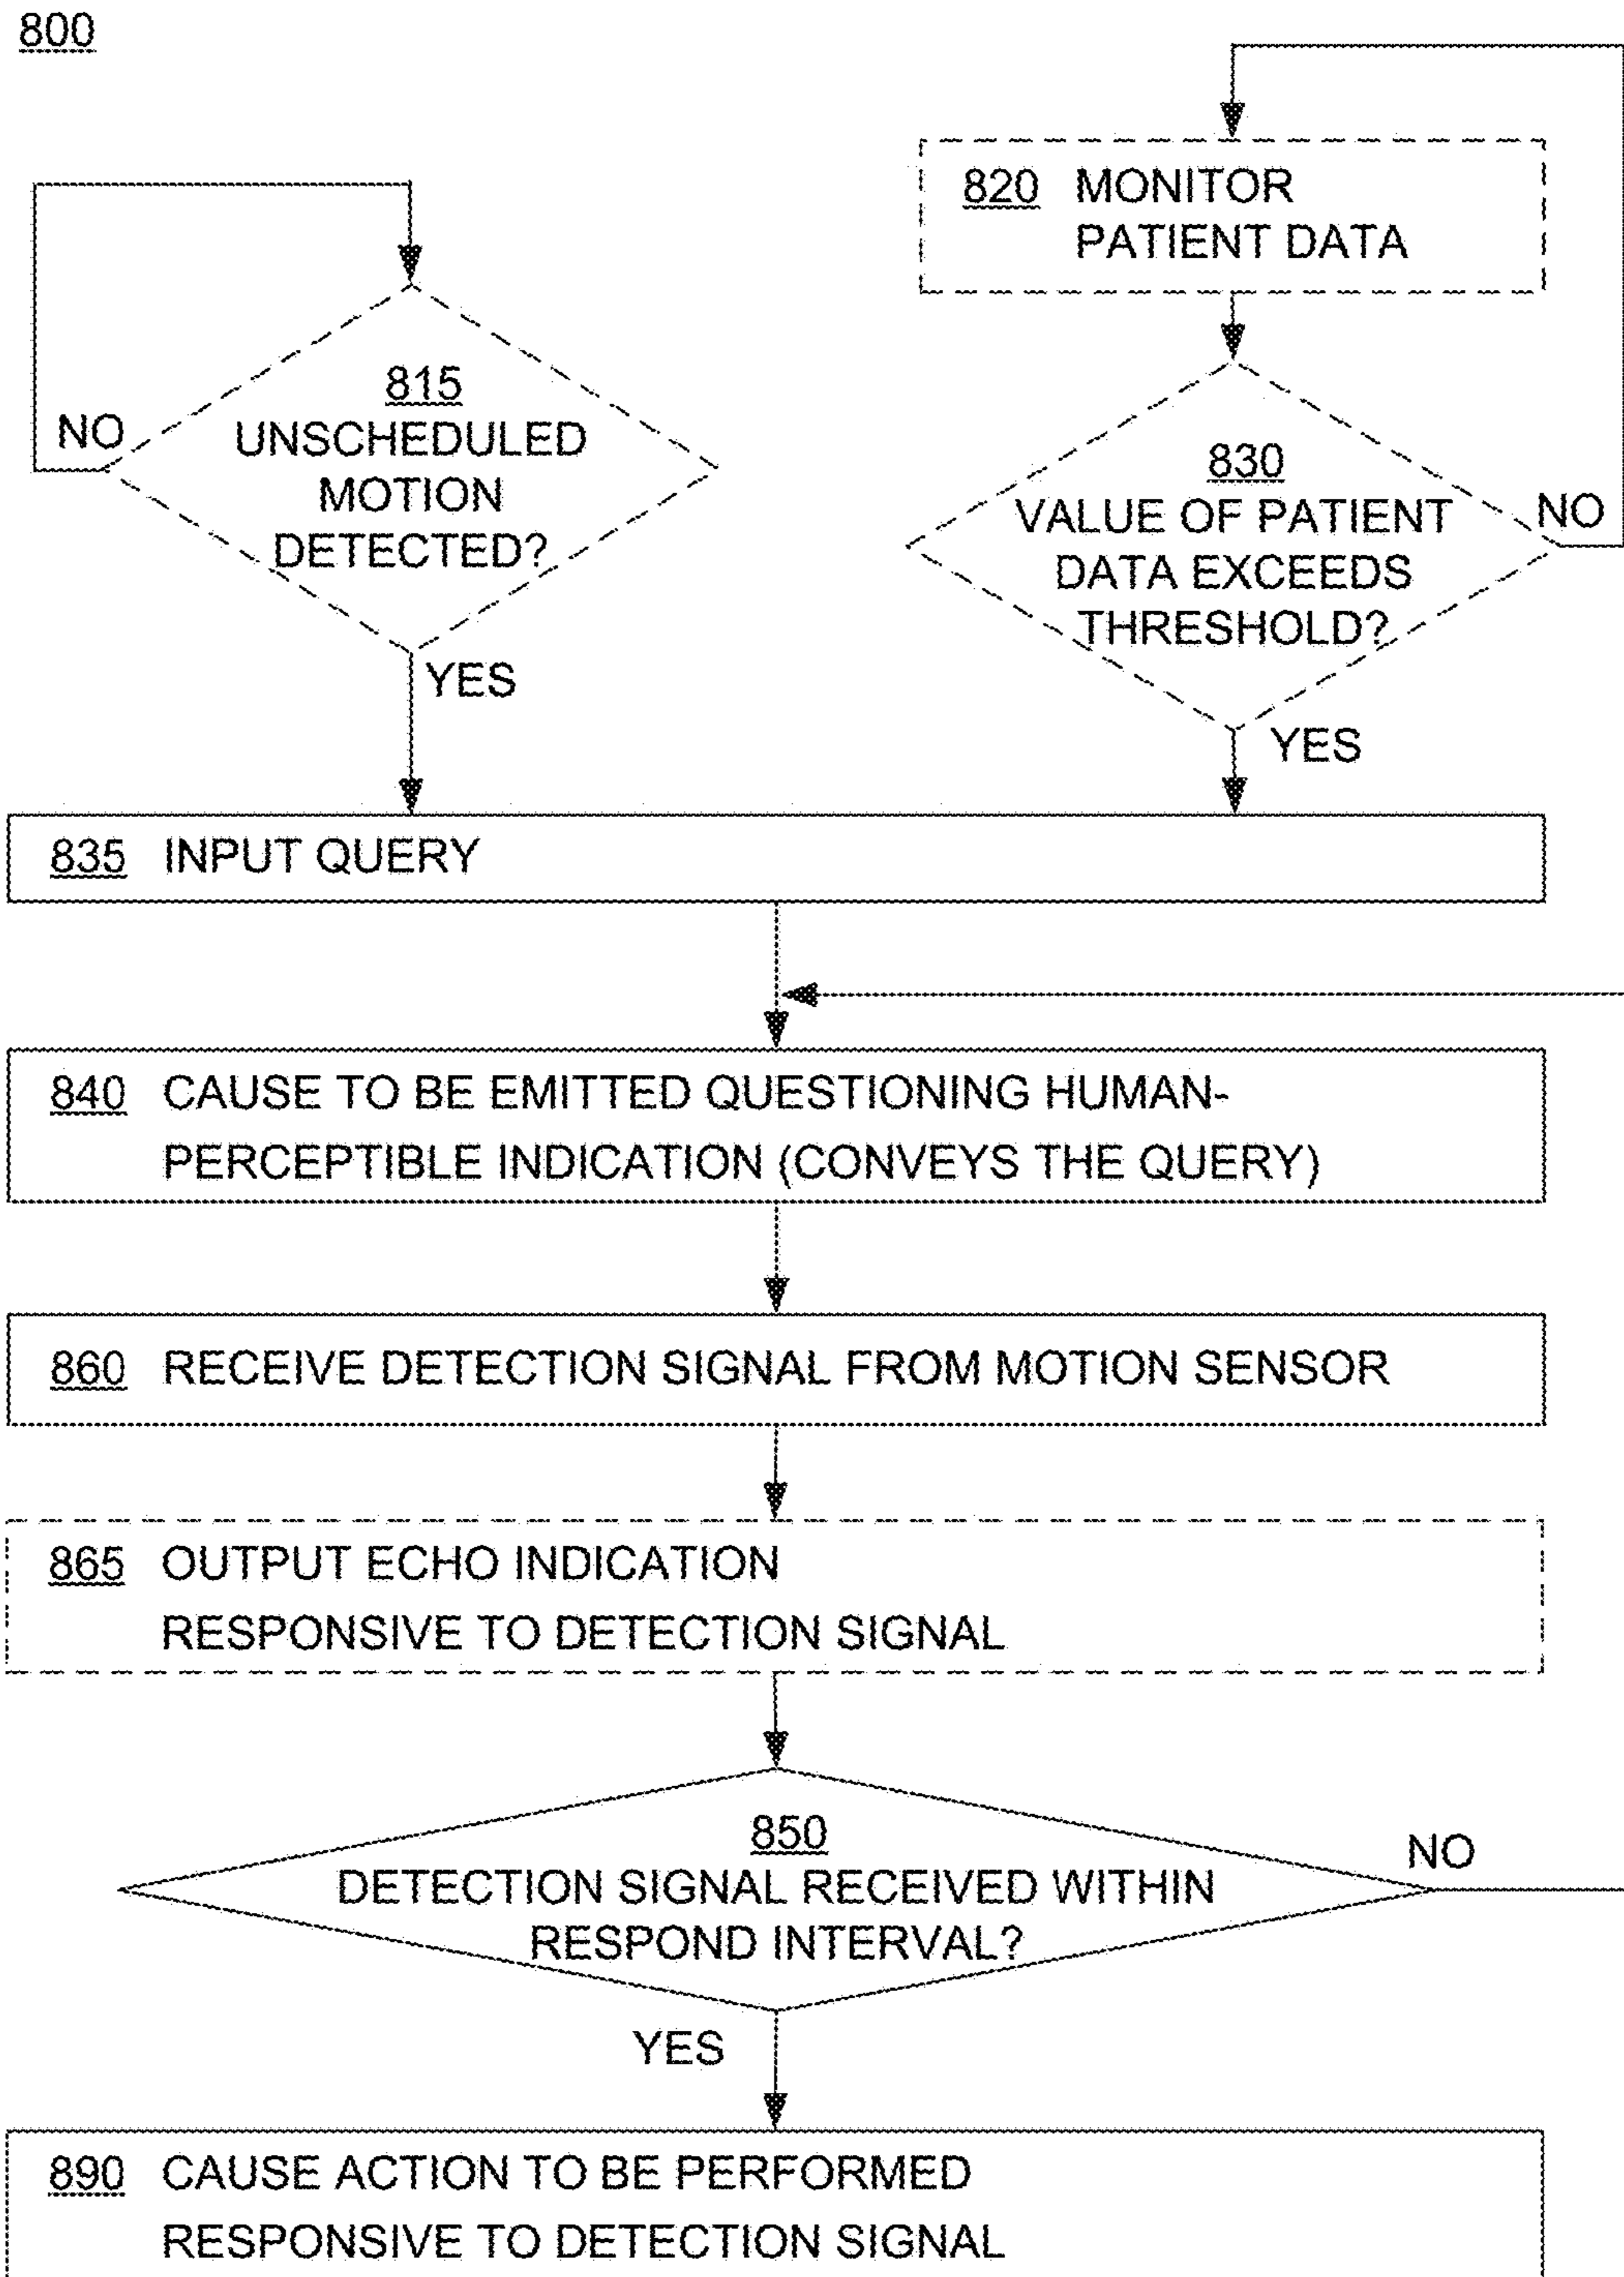 800
820 MONITOR
PATIENT DATA
815
UNSCHEDULED
MOTION
DETECTED?
NO
YES
830
VALUE OF PATIENT
DATA EXCEEDS
THRESHOLD?
NO
YES
835 INPUT QUERY
840 CAUSE TO BE EMITTED QUESTIONING HUMAN-
PERCEPTIBLE INDICATION (CONVEYS THE QUERY)
860 RECEIVE DETECTION SIGNAL FROM MOTION SENSOR
865 OUTPUT ECHO INDICATION
RESPONSIVE TO DETECTION SIGNAL
850
DETECTION SIGNAL RECEIVED WITHIN
RESPOND INTERVAL?
NO
YES
890 CAUSE ACTION TO BE PERFORMED
RESPONSIVE TO DETECTION SIGNAL